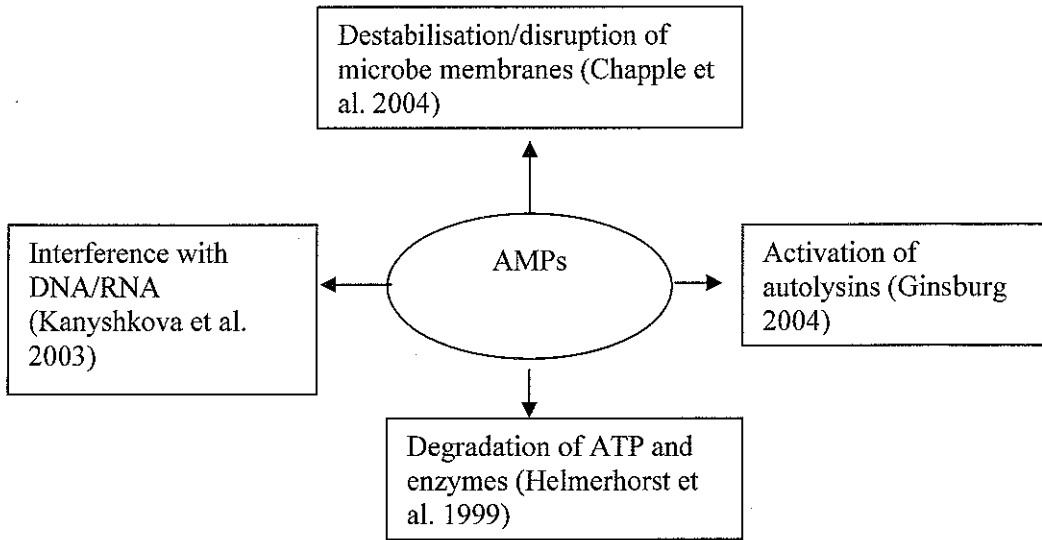 Destabilisation/disruption of
microbe membranes (Chapple et
al. 2004)
Interference with
DNA/RNA
(Kanyshkova et al.
2003)
AMPs
Activation of
autolysins (Ginsburg
2004)
Degradation of ATP and
enzymes (Helmerhorst et
al. 1999)